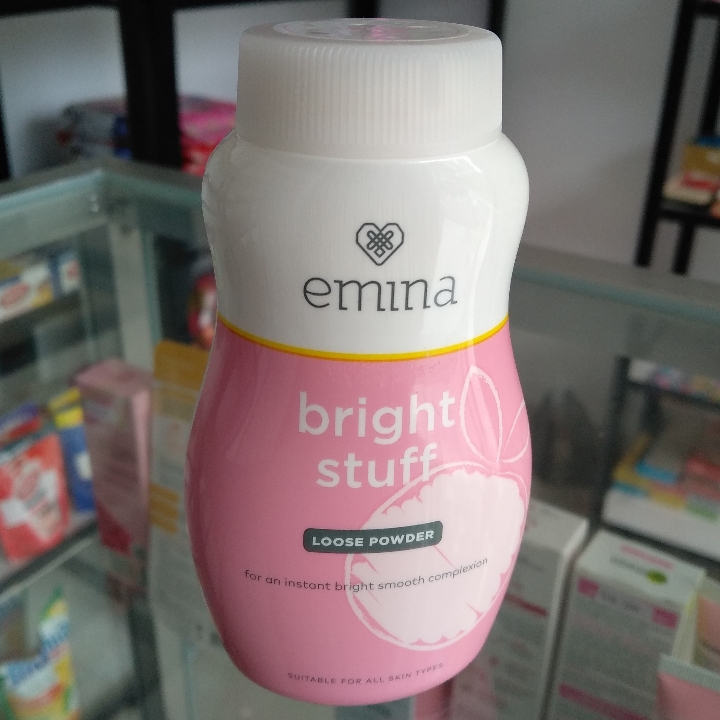 emina
bright
stuff
LOOSE POWDER
for an instant bright smooth complexion
SUITABLE FOR ALL SKIN TYPES